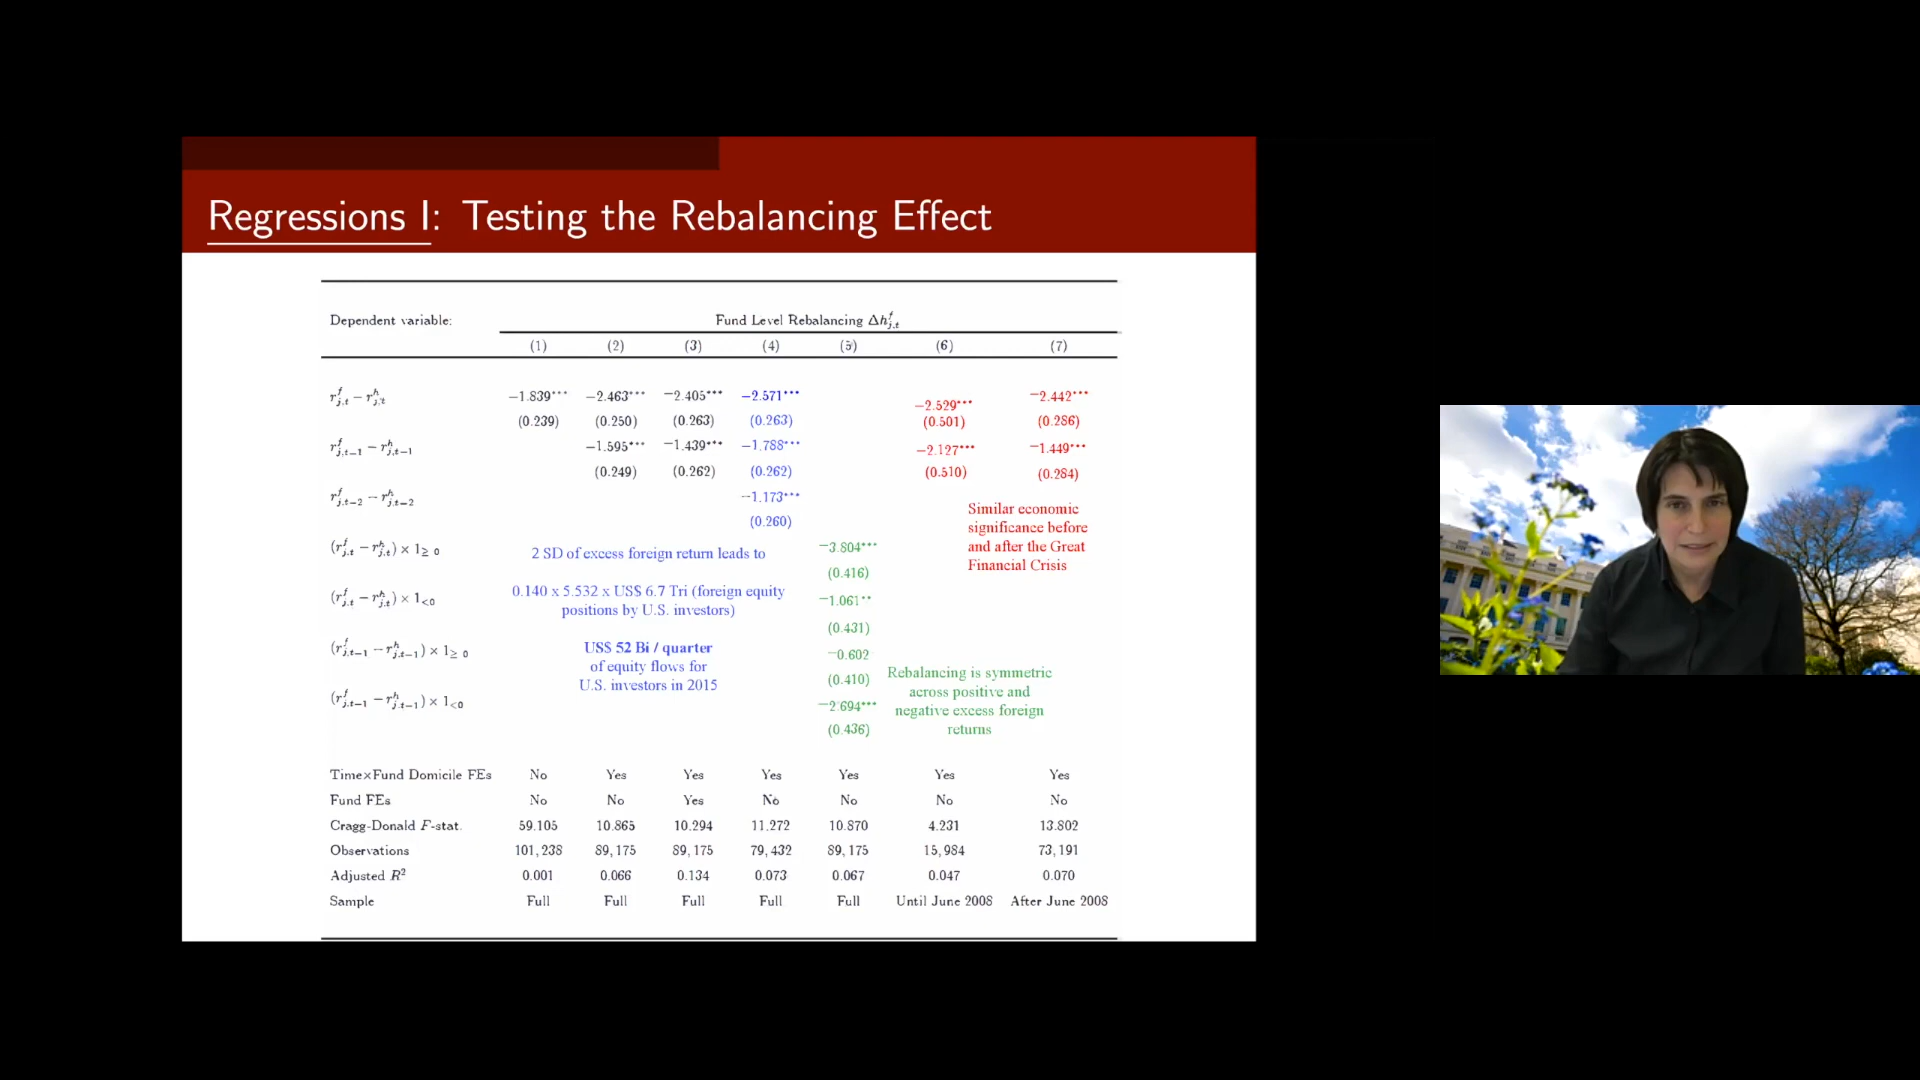 Regressions I: Testing the Rebalancing Effect
Dependent variable: Fund Level Rebalancing Δh^f_{j,t}
(1) (2) (3) (4) (5) (6) (7)
r^f_{j,t} − r^h_{j,t} −1.839*** −2.463*** −2.405*** −2.571*** −2.529*** −2.442***
(0.239) (0.250) (0.263) (0.263) (0.501) (0.286)
r^f_{j,t−1} − r^h_{j,t−1} −1.595*** −1.439*** −1.788*** −2.127*** −1.449***
(0.249) (0.262) (0.262) (0.510) (0.284)
r^f_{j,t−2} − r^h_{j,t−2} −1.173***
(0.260)
Similar economic
significance before
and after the Great
Financial Crisis
(r^f_{j,t} − r^h_{j,t}) × 1_{≥ 0} −3.804***
(0.416)
(r^f_{j,t} − r^h_{j,t}) × 1_{<0} −1.061**
(0.431)
(r^f_{j,t−1} − r^h_{j,t−1}) × 1_{≥ 0} −0.602
(0.410)
(r^f_{j,t−1} − r^h_{j,t−1}) × 1_{<0} −2.694***
(0.436)
2 SD of excess foreign return leads to
0.140 x 5.532 x US$ 6.7 Tri (foreign equity
positions by U.S. investors)
US$ 52 Bi / quarter
of equity flows for
U.S. investors in 2015
Rebalancing is symmetric
across positive and
negative excess foreign
returns
Time×Fund Domicile FEs No Yes Yes Yes Yes Yes Yes
Fund FEs No No Yes No No No No
Cragg-Donald F-stat. 59.105 10.865 10.294 11.272 10.870 4.231 13.802
Observations 101,238 89,175 89,175 79,432 89,175 15,984 73,191
Adjusted R² 0.001 0.066 0.134 0.073 0.067 0.047 0.070
Sample Full Full Full Full Full Until June 2008 After June 2008